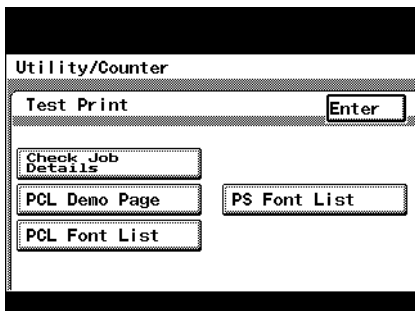 Utility/Counter
Test Print
Enter
Check Job
Details
PCL Demo Page
PS Font List
PCL Font List